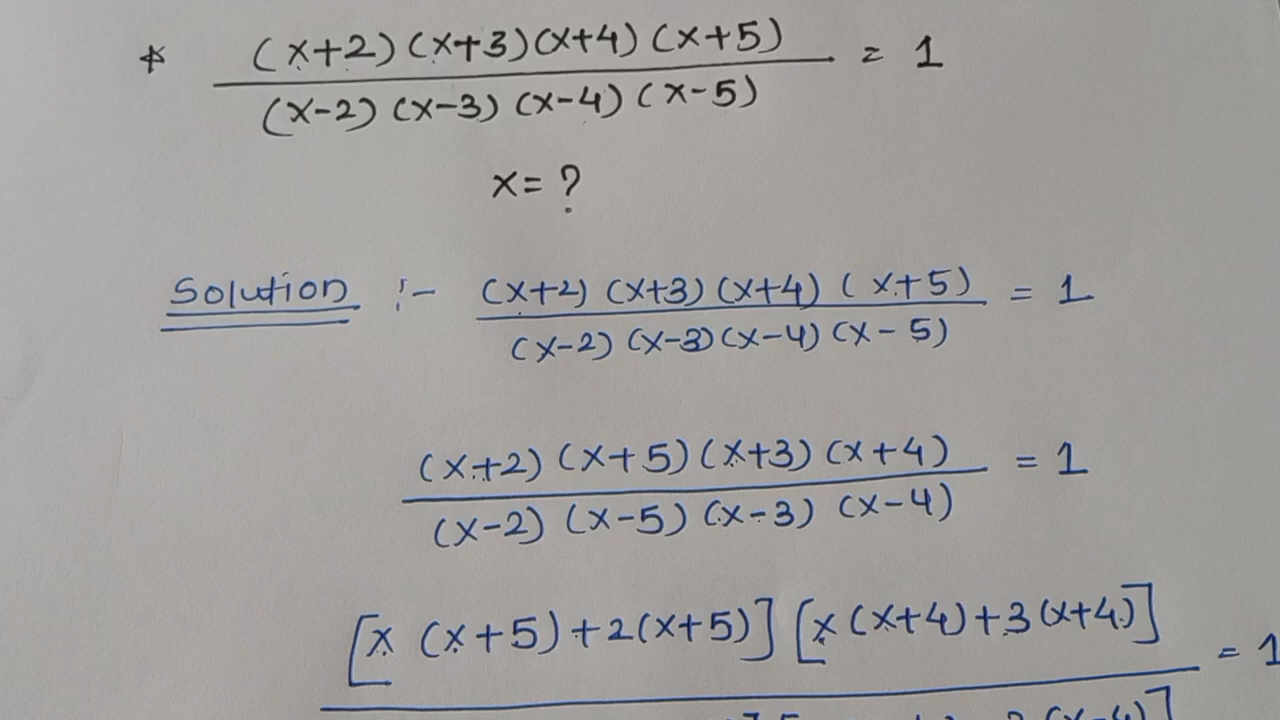 * (x+2)(x+3)(x+4)(x+5) = 1
(x-2)(x-3)(x-4)(x-5)
x = ?
Solution :- (x+2)(x+3)(x+4)(x+5) = 1
(x-2)(x-3)(x-4)(x-5)
(x+2)(x+5)(x+3)(x+4) = 1
(x-2)(x-5)(x-3)(x-4)
[x(x+5)+2(x+5)][x(x+4)+3(x+4)] = 1